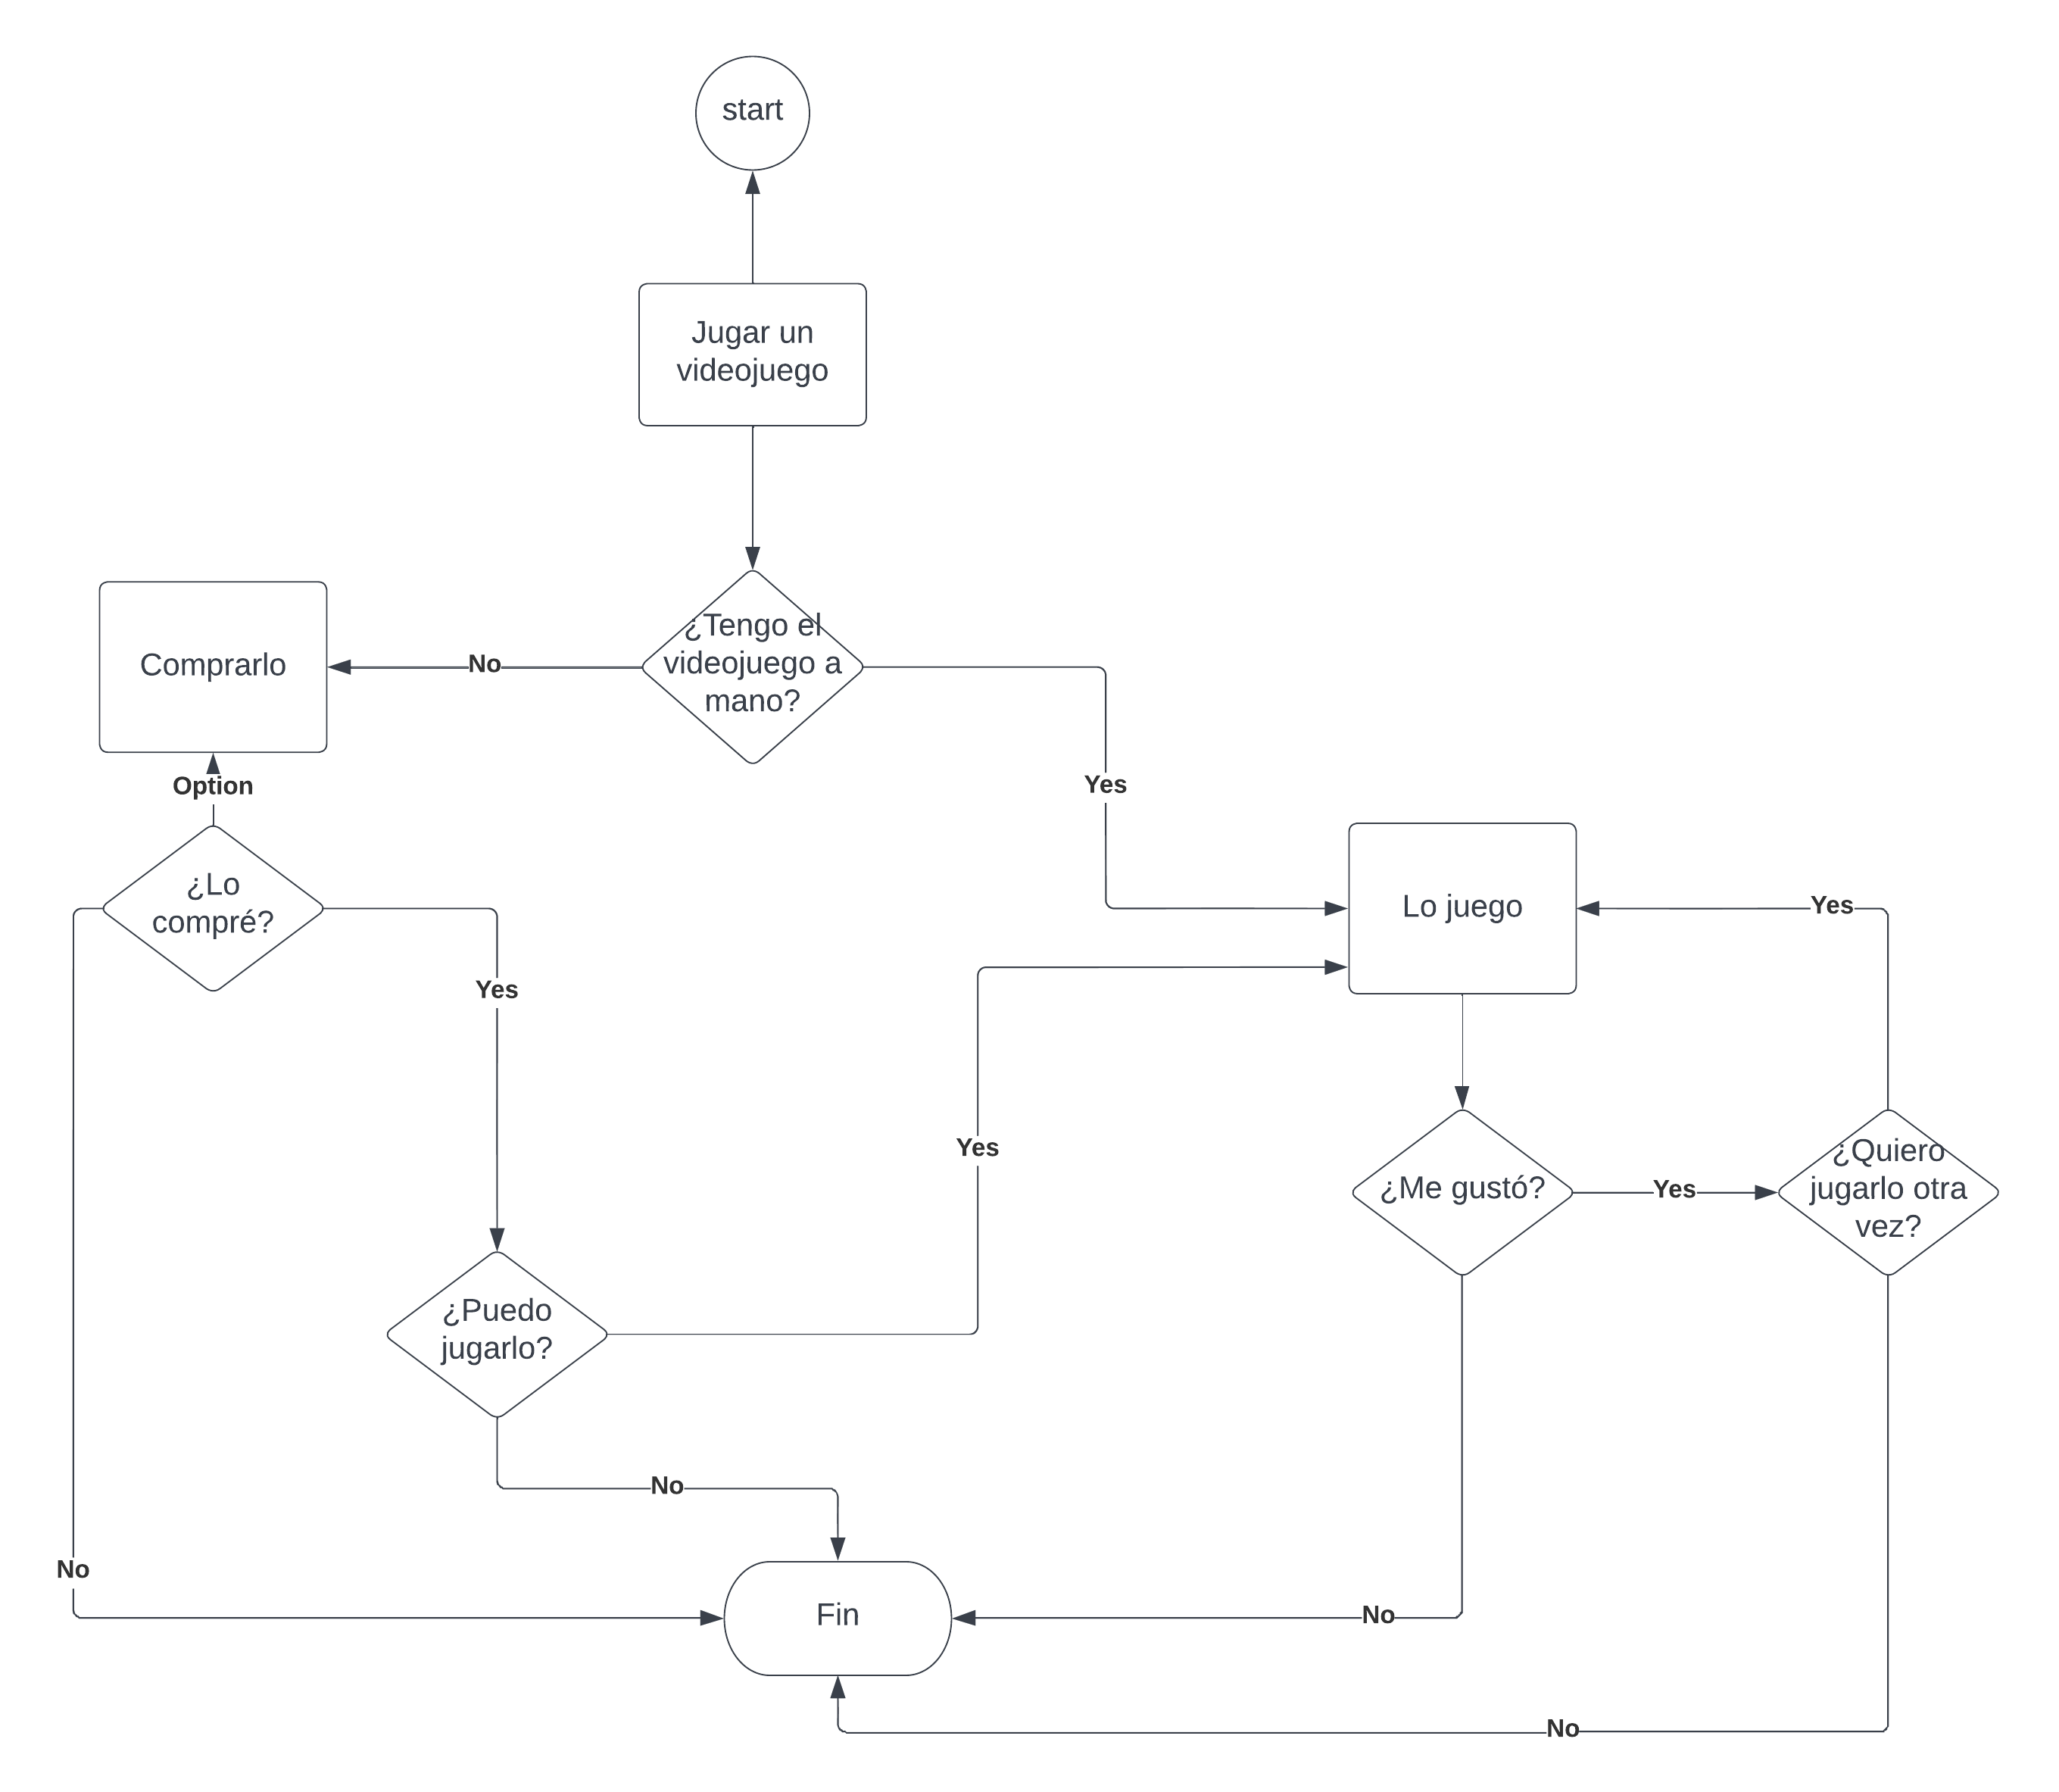 start
Jugar un
videojuego
¿Tengo el
videojuego a
mano?
Comprarlo
No
Yes
Option
¿Lo
compré?
Lo juego
Yes
Yes
Yes
¿Me gustó?
Yes
¿Quiero
jugarlo otra
vez?
¿Puedo
jugarlo?
No
No
Fin
No
No